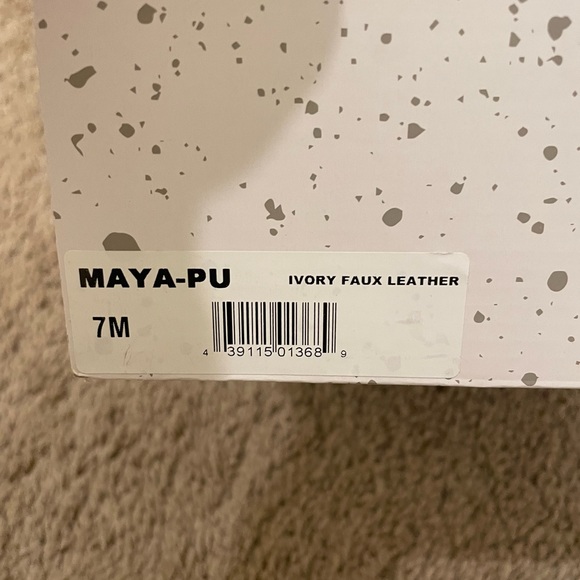 MAYA-PU IVORY FAUX LEATHER
7M
4 39115 01368 9